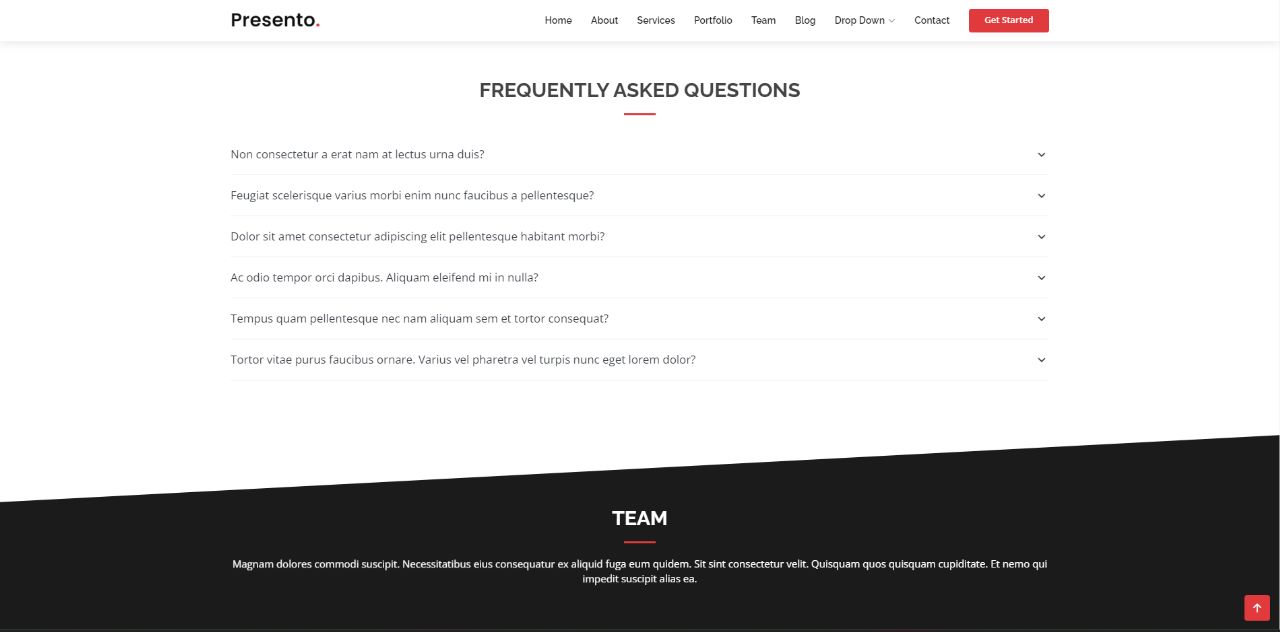 Presento.
Home About Services Portfolio Team Blog Drop Down Contact Get Started
FREQUENTLY ASKED QUESTIONS
Non consectetur a erat nam at lectus urna duis?
Feugiat scelerisque varius morbi enim nunc faucibus a pellentesque?
Dolor sit amet consectetur adipiscing elit pellentesque habitant morbi?
Ac odio tempor orci dapibus. Aliquam eleifend mi in nulla?
Tempus quam pellentesque nec nam aliquam sem et tortor consequat?
Tortor vitae purus faucibus ornare. Varius vel pharetra vel turpis nunc eget lorem dolor?
TEAM
Magnam dolores commodi suscipit. Necessitatibus eius consequatur ex aliquid fuga eum quidem. Sit sint consectetur velit. Quisquam quos quisquam cupiditate. Et nemo qui
impedit suscipit alias ea.